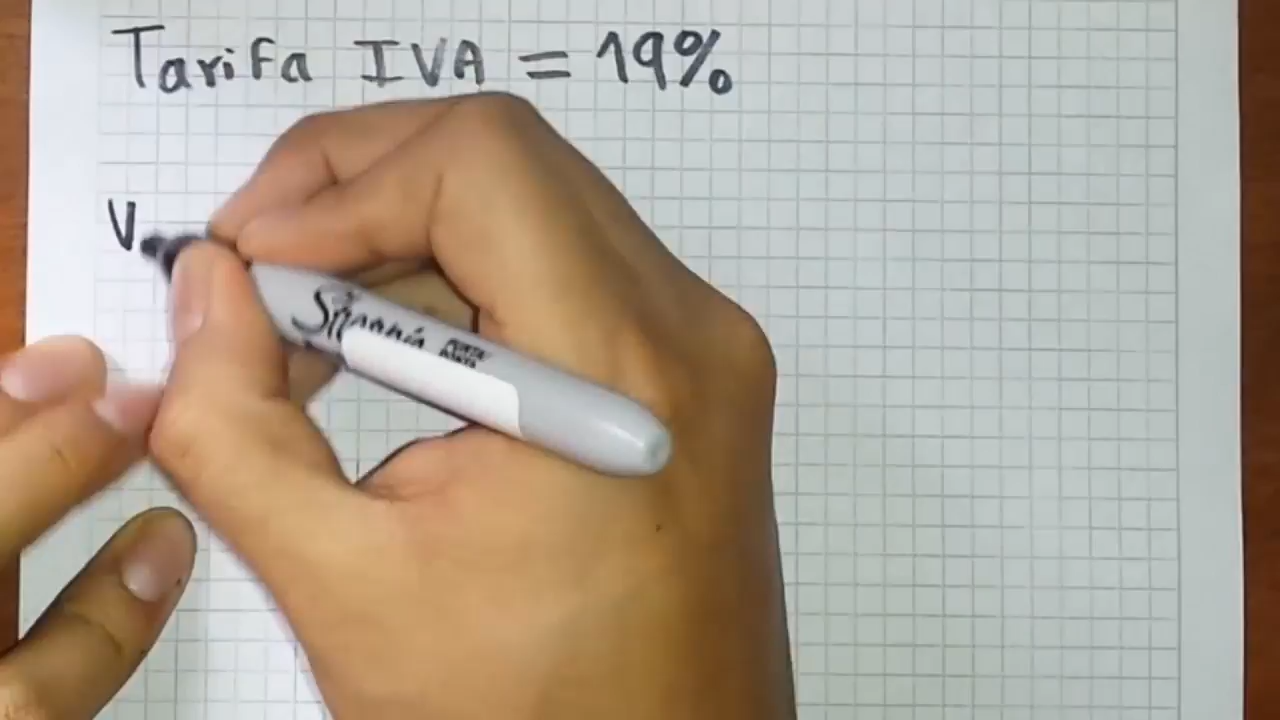 Tarifa IVA = 19%
V